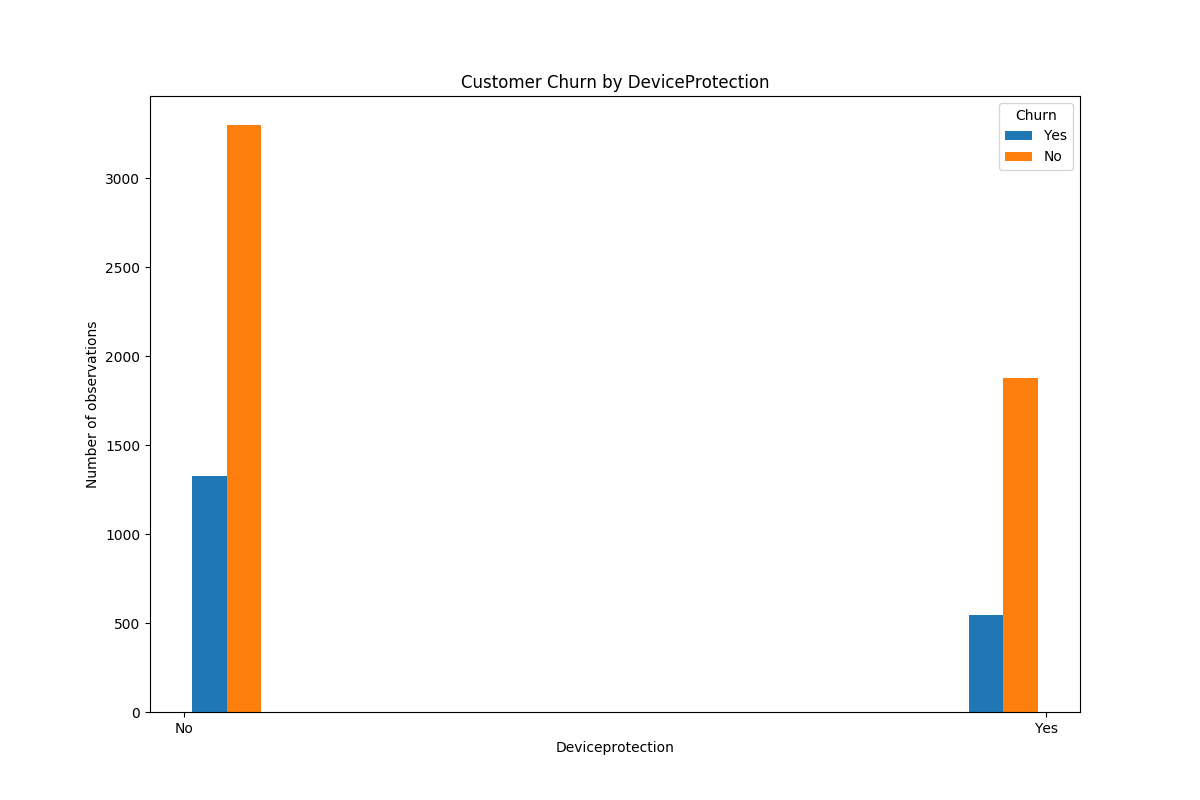 Customer Churn by DeviceProtection
Churn
Yes
No
3000
2500
2000
1500
1000
500
0
Number of observations
No
Yes
Deviceprotection